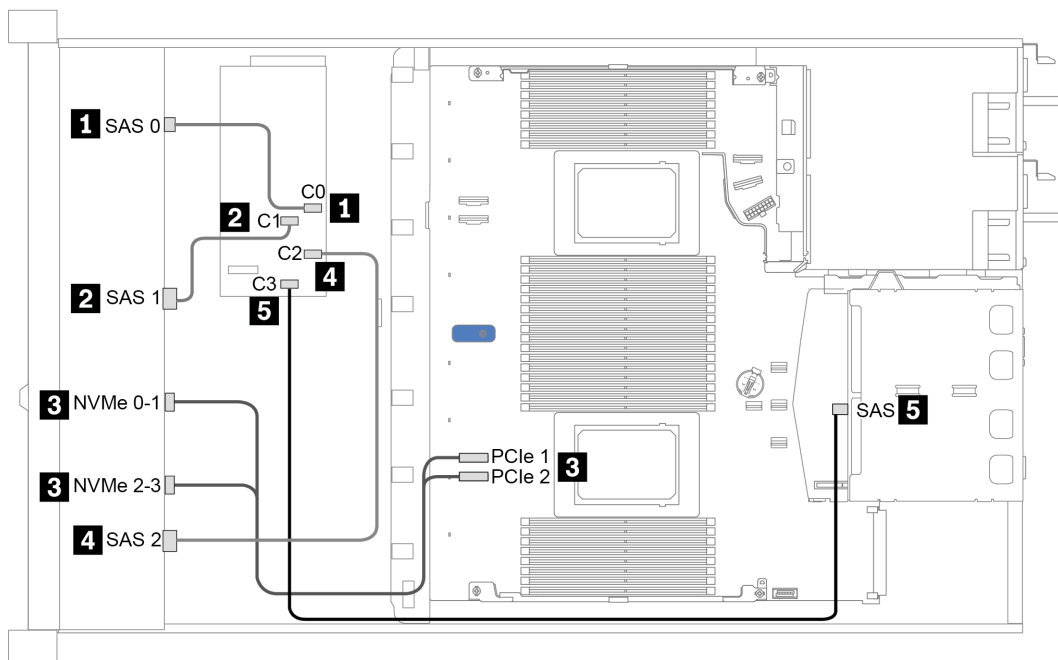 1 SAS 0
C0
1
2 C1
C2
4
C3
5
2 SAS 1
3 NVMe 0-1
SAS 5
PCIe 1
PCIe 2
3
3 NVMe 2-3
4 SAS 2